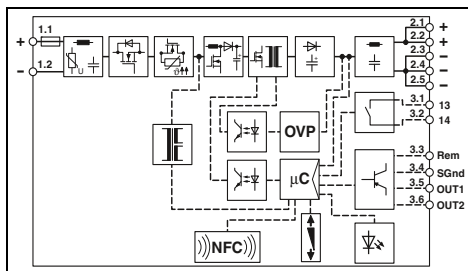 1.1
+
1.2
−
U
ϑ
2.1
+
2.2
+
2.3
−
2.4
−
2.5
−
OVP
3.1
13
3.2
14
μC
3.3
Rem
3.4
SGnd
3.5
OUT1
3.6
OUT2
NFC